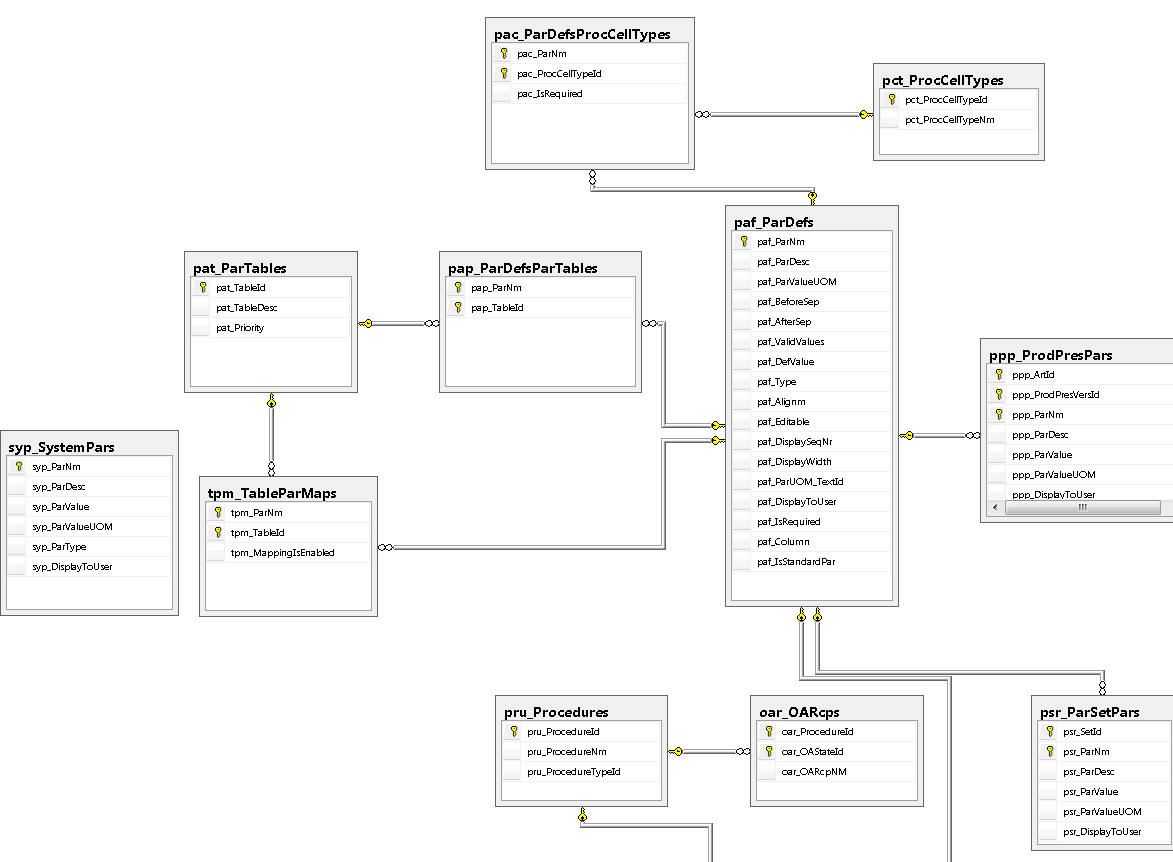 pac_ParDefsProcCellTypes
pac_ParNm
pac_ProcCellTypeId
pac_IsRequired
pct_ProcCellTypes
pct_ProcCellTypeId
pct_ProcCellTypeNm
paf_ParDefs
paf_ParNm
paf_ParDesc
paf_ParValueUOM
paf_BeforeSep
paf_AfterSep
paf_ValidValues
paf_DefValue
paf_Type
paf_Alignm
paf_Editable
paf_DisplaySeqNr
paf_DisplayWidth
paf_ParUOM_TextId
paf_DisplayToUser
paf_IsRequired
paf_Column
paf_IsStandardPar
pat_ParTables
pat_TableId
pat_TableDesc
pat_Priority
pap_ParDefsParTables
pap_ParNm
pap_TableId
ppp_ProdPresPars
ppp_ArtId
ppp_ProdPresVersId
ppp_ParNm
ppp_ParDesc
ppp_ParValue
ppp_ParValueUOM
ppp_DisplayToUser
syp_SystemPars
syp_ParNm
syp_ParDesc
syp_ParValue
syp_ParValueUOM
syp_ParType
syp_DisplayToUser
tpm_TableParMaps
tpm_ParNm
tpm_TableId
tpm_MappingIsEnabled
pru_Procedures
pru_ProcedureId
pru_ProcedureNm
pru_ProcedureTypeId
oar_OARcps
oar_ProcedureId
oar_OAStateId
oar_OARcpNM
psr_ParSetPars
psr_SetId
psr_ParNm
psr_ParDesc
psr_ParValue
psr_ParValueUOM
psr_DisplayToUser